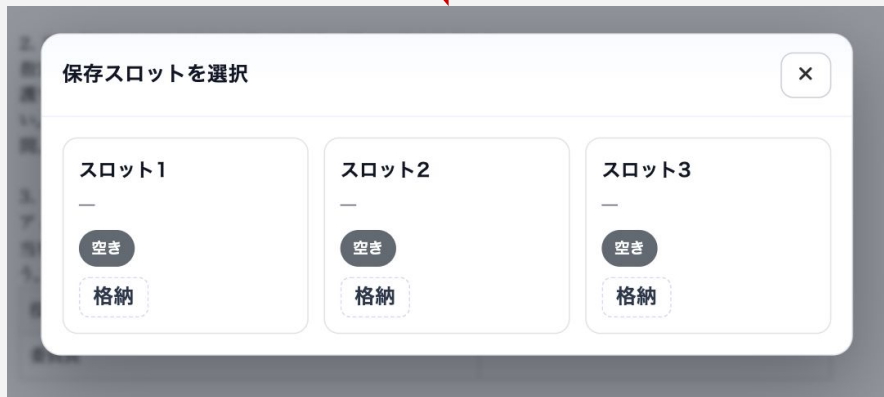 保存スロットを選択
×
スロット1
—
空き
格納
スロット2
—
空き
格納
スロット3
—
空き
格納